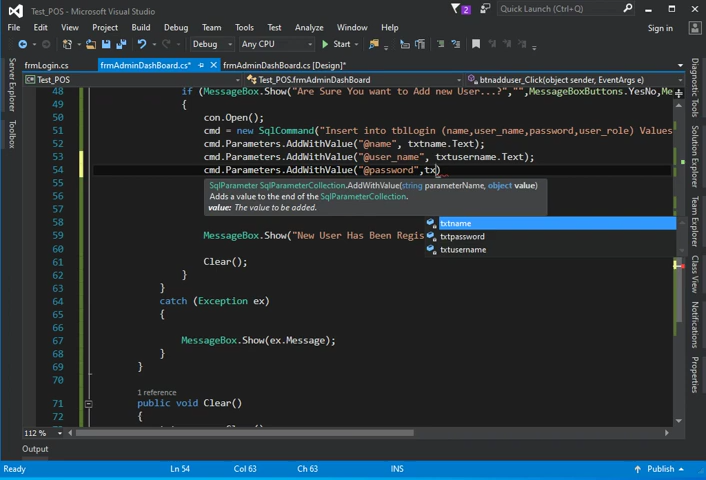 Test_POS - Microsoft Visual Studio
2
Quick Launch (Ctrl+Q)
File Edit View Project Build Debug Team Tools Test Analyze Window Help
Sign in
Debug Any CPU Start
frmLogin.cs frmAdminDashBoard.cs* frmAdminDashBoard.cs [Design]*
Test_POS Test_POS.frmAdminDashBoard btnadduser_Click(object sender, EventArgs e)
48 if (MessageBox.Show("Are Sure You want to Add new User...?","",MessageBoxButtons.YesNo,Me
49 {
50 con.Open();
51 cmd = new SqlCommand("Insert into tblLogin (name,user_name,password,user_role) Values
52 cmd.Parameters.AddWithValue("@name", txtname.Text);
53 cmd.Parameters.AddWithValue("@user_name", txtusername.Text);
54 cmd.Parameters.AddWithValue("@password",tx)
55
SqlParameter SqlParameterCollection.AddWithValue(string parameterName, object value)
56 Adds a value to the end of the SqlParameterCollection.
57 value: The value to be added.
58 txtname
59 MessageBox.Show("New User Has Been Regis txtpassword
60 txtusername
61 Clear();
62 }
63 }
64 catch (Exception ex)
65 {
66
67 MessageBox.Show(ex.Message);
68 }
69 }
70
1 reference
71 public void Clear()
72 {
112 %
Output
Ready Ln 54 Col 63 Ch 63 INS Publish
Server Explorer
Toolbox
Diagnostic Tools
Solution Explorer
Team Explorer
Class View
Notifications
Properties